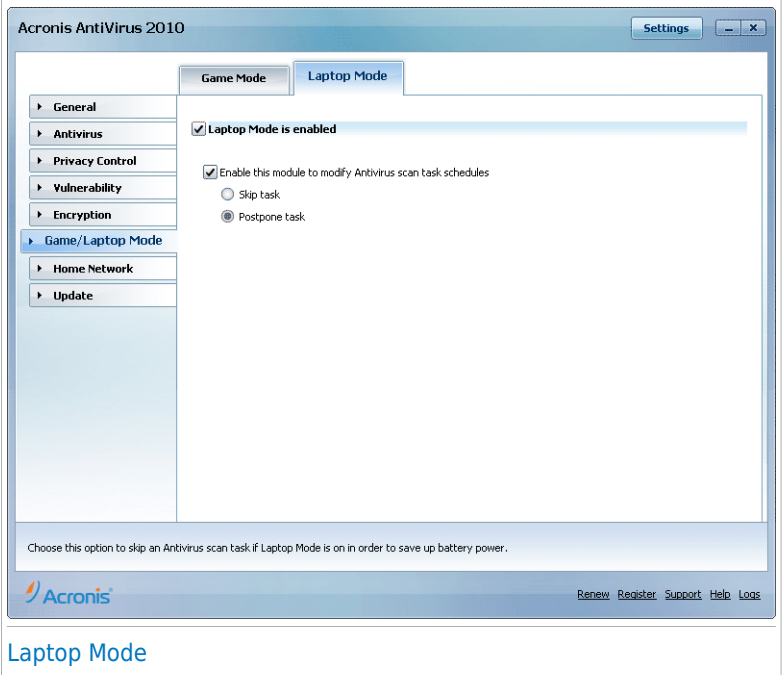 Acronis AntiVirus 2010
Settings
Game Mode
Laptop Mode
General
Antivirus
Privacy Control
Vulnerability
Encryption
Game/Laptop Mode
Home Network
Update
Laptop Mode is enabled
Enable this module to modify Antivirus scan task schedules
Skip task
Postpone task
Choose this option to skip an Antivirus scan task if Laptop Mode is on in order to save up battery power.
Acronis
Renew Register Support Help Logs
Laptop Mode